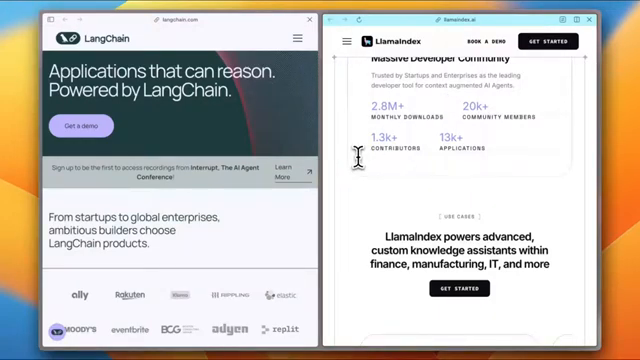 langchain.com
LangChain
Applications that can reason.
Powered by LangChain.
Get a demo
Sign up to be the first to access recordings from Interrupt, The AI Agent
Conference!
Learn
More
From startups to global enterprises,
ambitious builders choose
LangChain products.
ally
Rakuten
Klarna
RIPPLING
elastic
MOODY'S
eventbrite
BCG
adyen
replit
llamaindex.ai
LlamaIndex
BOOK A DEMO
GET STARTED
Massive Developer Community
Trusted by Startups and Enterprises as the leading
developer tool for context augmented AI Agents.
2.8M+
MONTHLY DOWNLOADS
20k+
COMMUNITY MEMBERS
1.3k+
CONTRIBUTORS
13k+
APPLICATIONS
[ USE CASES ]
LlamaIndex powers advanced,
custom knowledge assistants within
finance, manufacturing, IT, and more
GET STARTED